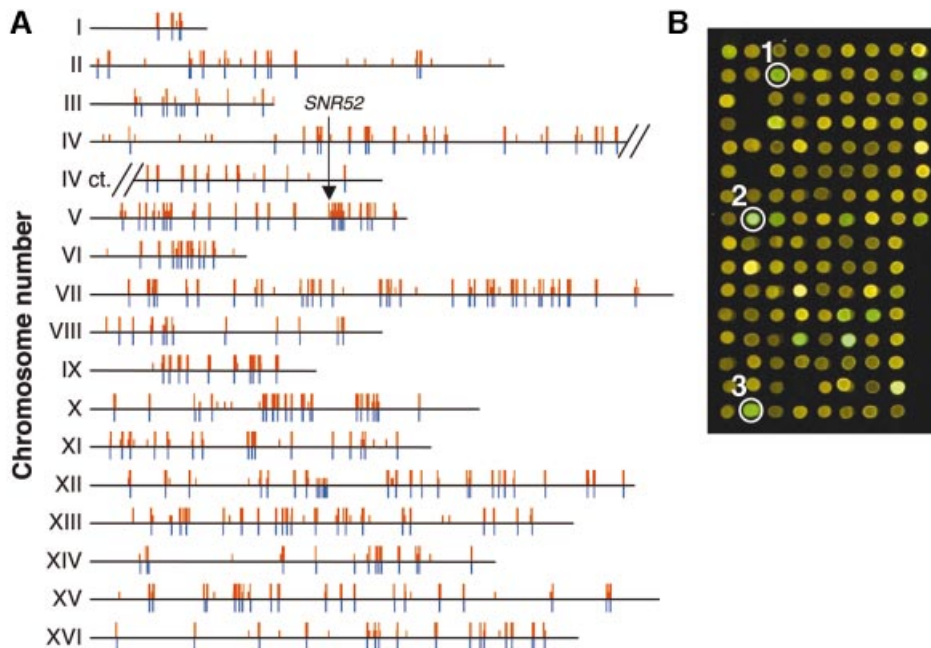 A
B
I
II
III
SNR52
IV
IV ct.
V
VI
VII
VIII
IX
X
XI
XII
XIII
XIV
XV
XVI
Chromosome number
1
2
3